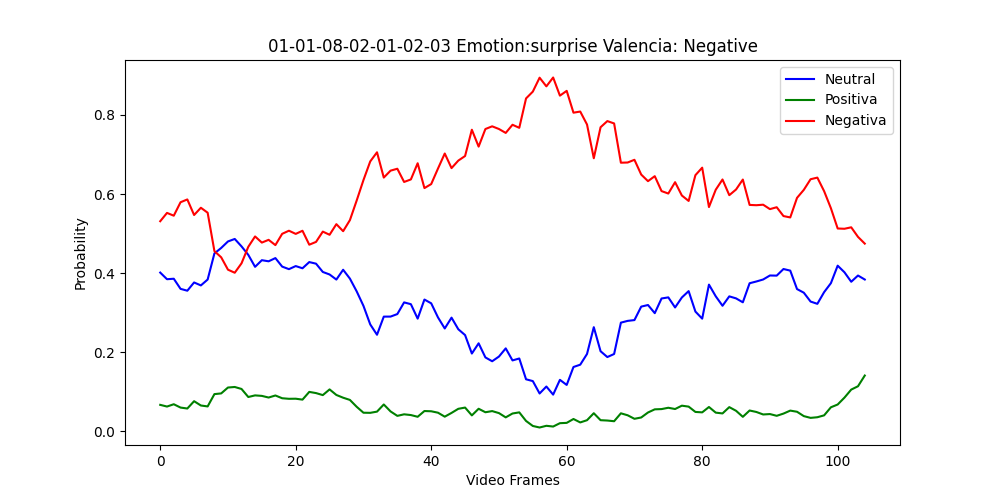 01-01-08-02-01-02-03 Emotion:surprise Valencia: Negative
Neutral
Positiva
Negativa
Probability
0.8
0.6
0.4
0.2
0.0
0 20 40 60 80 100
Video Frames